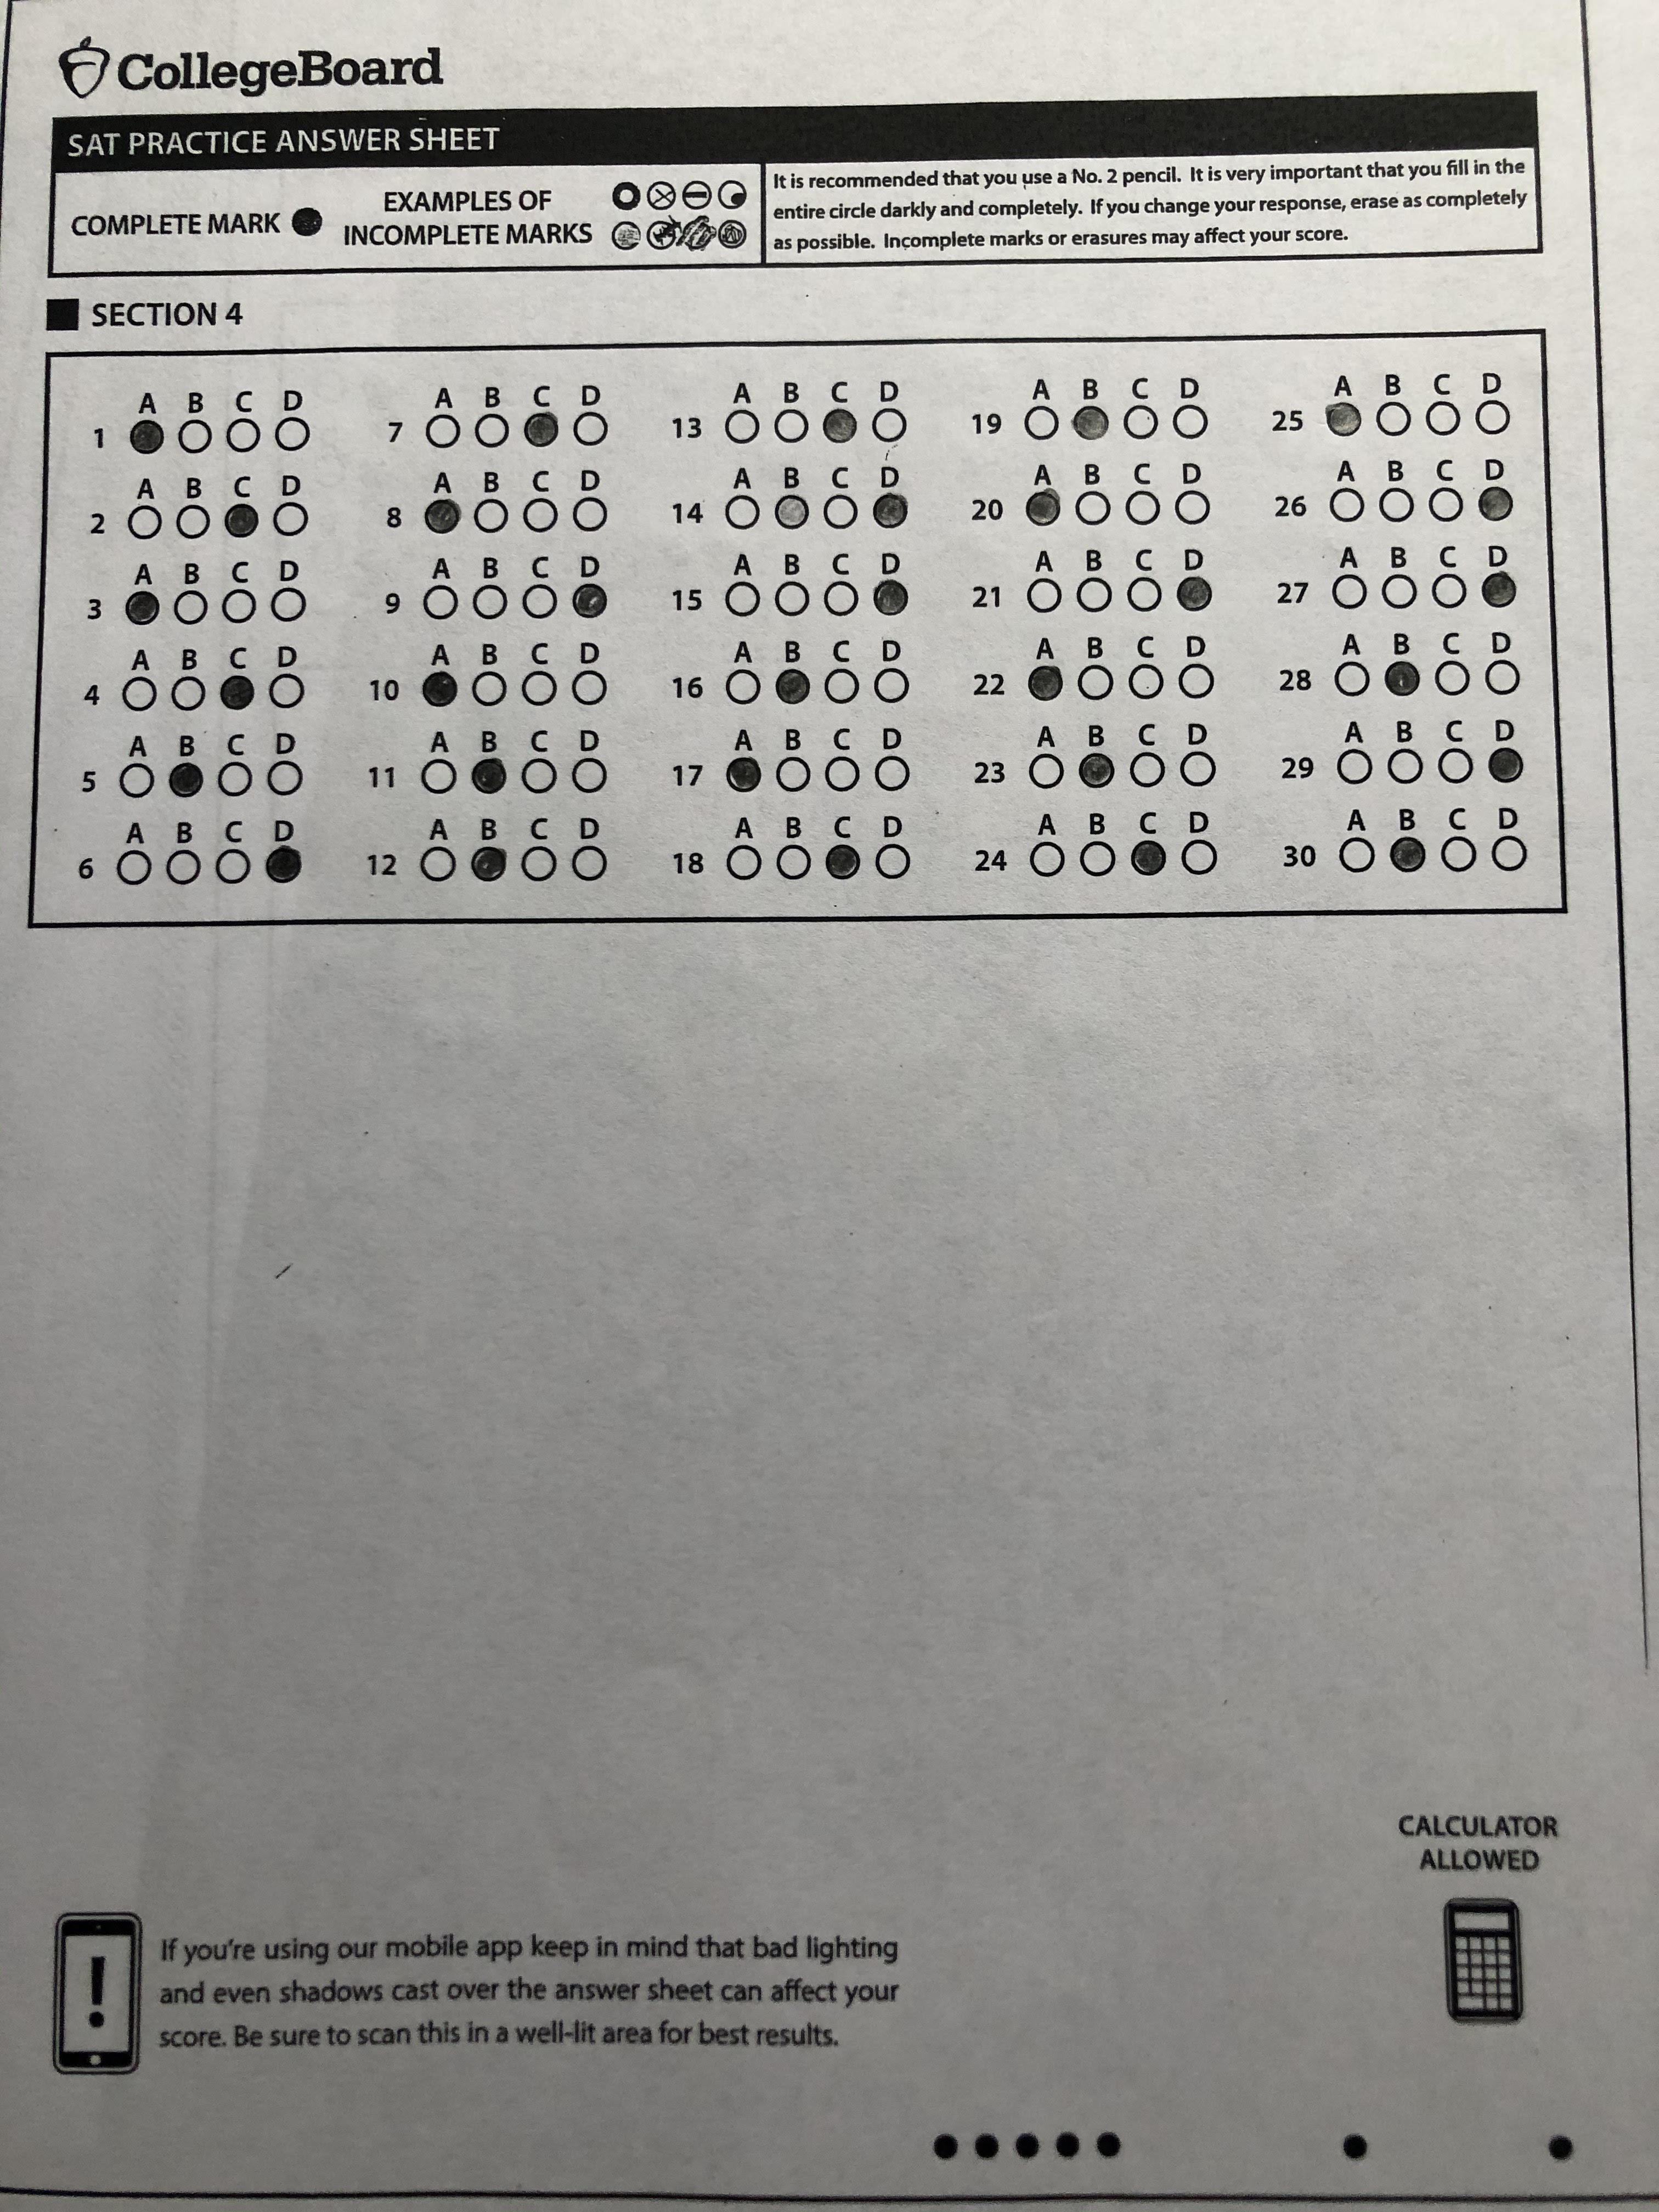 CollegeBoard
SAT PRACTICE ANSWER SHEET
COMPLETE MARK
EXAMPLES OF
INCOMPLETE MARKS
It is recommended that you use a No. 2 pencil. It is very important that you fill in the
entire circle darkly and completely. If you change your response, erase as completely
as possible. Incomplete marks or erasures may affect your score.
SECTION 4
A B C D A B C D A B C D A B C D A B C D
1 7 13 19 25
A B C D A B C D A B C D A B C D A B C D
2 8 14 20 26
A B C D A B C D A B C D A B C D A B C D
3 9 15 21 27
A B C D A B C D A B C D A B C D A B C D
4 10 16 22 28
A B C D A B C D A B C D A B C D A B C D
5 11 17 23 29
A B C D A B C D A B C D A B C D A B C D
6 12 18 24 30
CALCULATOR
ALLOWED
If you're using our mobile app keep in mind that bad lighting
and even shadows cast over the answer sheet can affect your
score. Be sure to scan this in a well-lit area for best results.